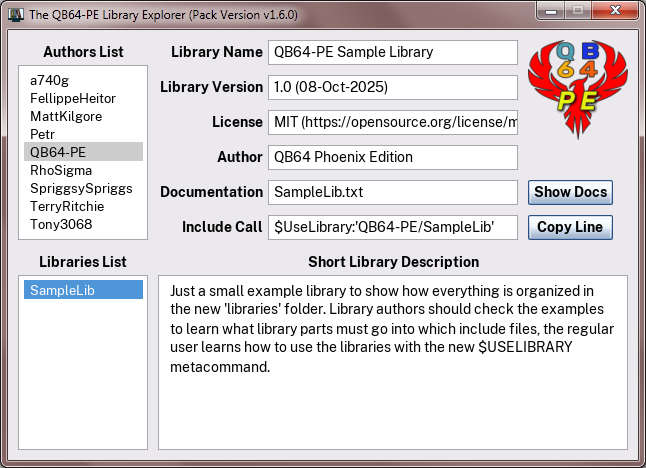 The QB64-PE Library Explorer (Pack Version v1.6.0)
Authors List
a740g
FellippeHeitor
MattKilgore
Petr
QB64-PE
RhoSigma
SpriggsySpriggs
TerryRitchie
Tony3068
Library Name
QB64-PE Sample Library
Library Version
1.0 (08-Oct-2025)
License
MIT (https://opensource.org/license/m
Author
QB64 Phoenix Edition
Documentation
SampleLib.txt
Show Docs
Include Call
$UseLibrary:'QB64-PE/SampleLib'
Copy Line
QB
64
PE
Libraries List
SampleLib
Short Library Description
Just a small example library to show how everything is organized in
the new 'libraries' folder. Library authors should check the examples
to learn what library parts must go into which include files, the regular
user learns how to use the libraries with the new $USELIBRARY
metacommand.